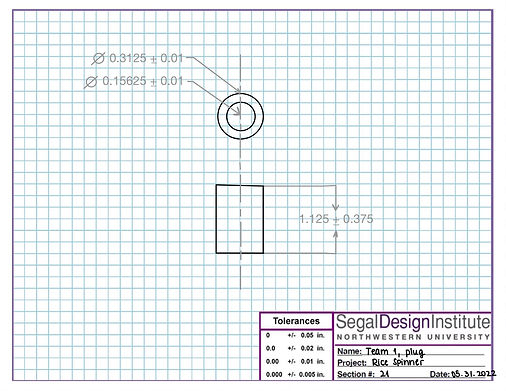 Ø 0.3125 ± 0.01
Ø 0.15625 ± 0.01
1.125 ± 0.375
Tolerances
0 +/- 0.05 in.
0.0 +/- 0.02 in.
0.00 +/- 0.01 in.
0.000 +/- 0.005 in.
SegalDesignInstitute
NORTHWESTERN UNIVERSITY
Name: Team 1, plug
Project: Rice Spinner
Section #: 21 Date: 05.31.2022